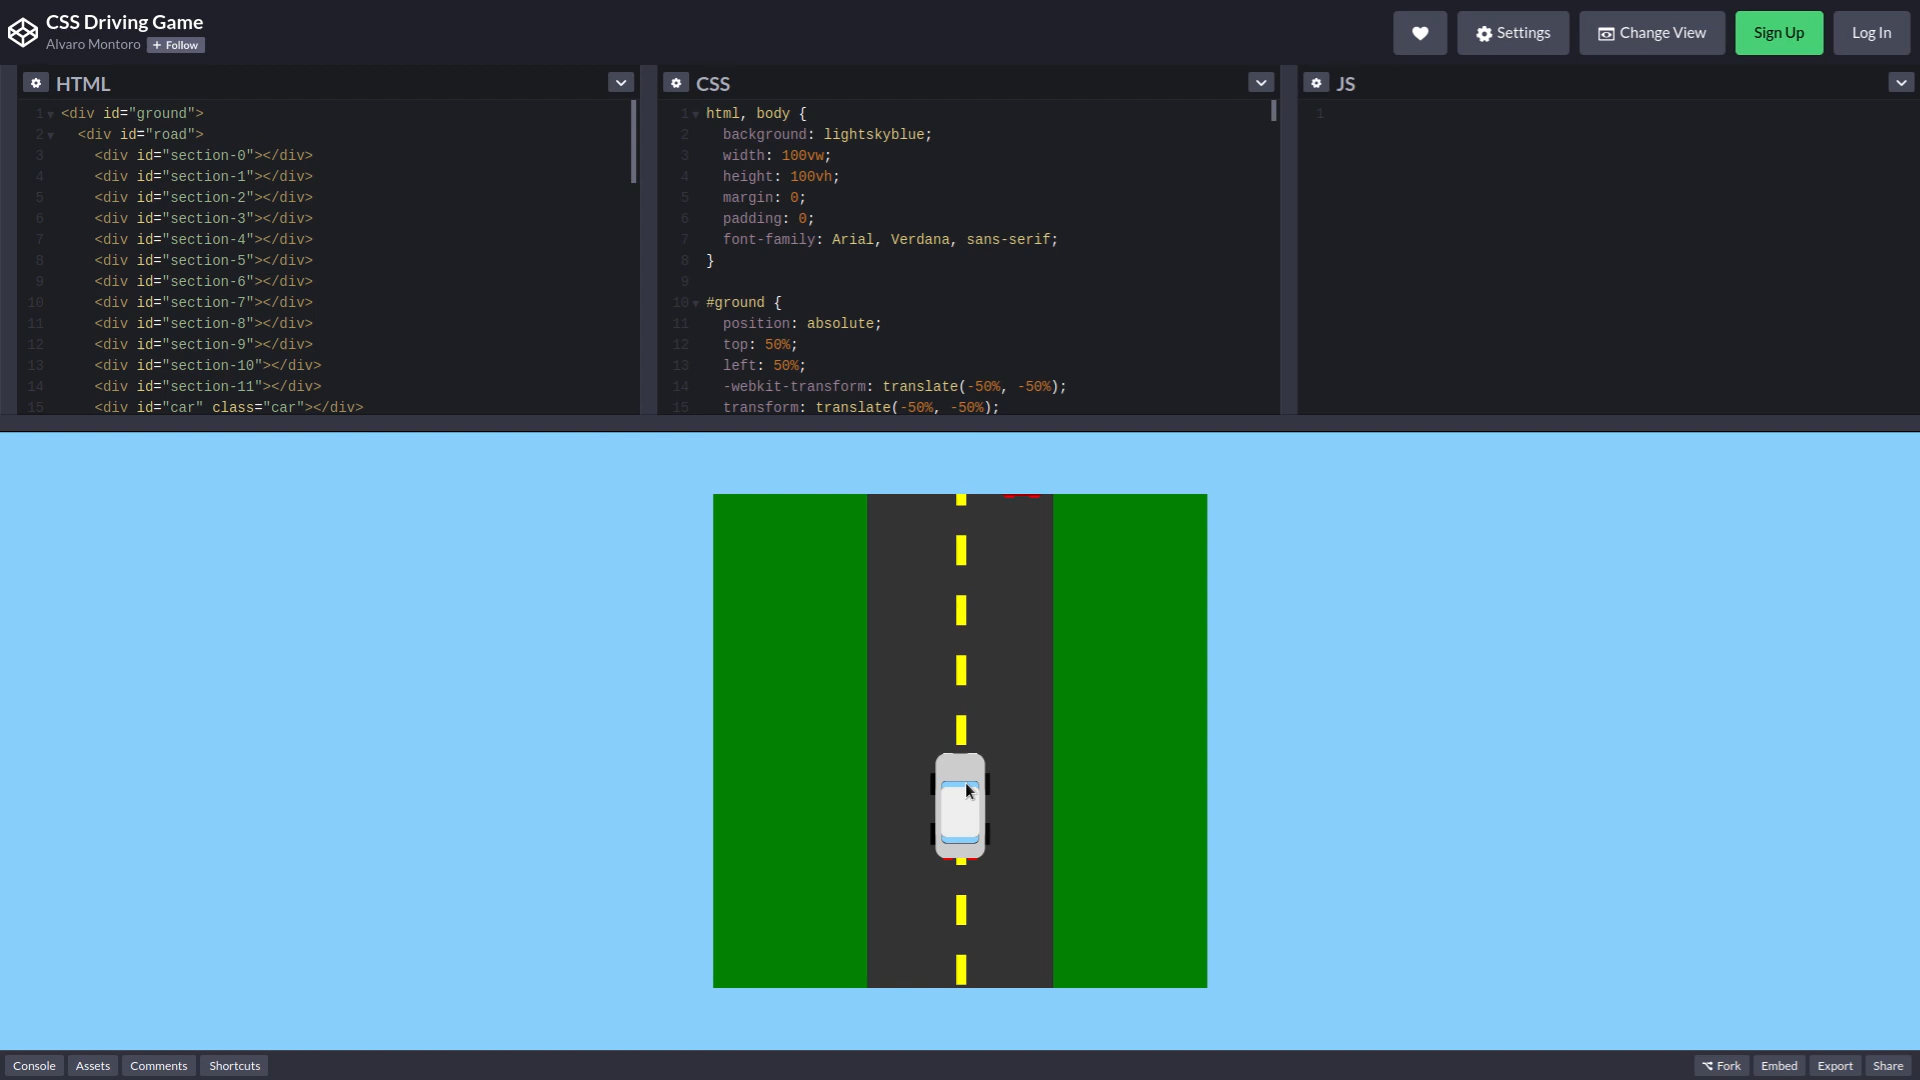 CSS Driving Game
Alvaro Montoro + Follow
Settings
Change View
Sign Up
Log In
HTML
1 <div id="ground">
2 <div id="road">
3 <div id="section-0"></div>
4 <div id="section-1"></div>
5 <div id="section-2"></div>
6 <div id="section-3"></div>
7 <div id="section-4"></div>
8 <div id="section-5"></div>
9 <div id="section-6"></div>
10 <div id="section-7"></div>
11 <div id="section-8"></div>
12 <div id="section-9"></div>
13 <div id="section-10"></div>
14 <div id="section-11"></div>
15 <div id="car" class="car"></div>
CSS
1 html, body {
2 background: lightskyblue;
3 width: 100vw;
4 height: 100vh;
5 margin: 0;
6 padding: 0;
7 font-family: Arial, Verdana, sans-serif;
8 }
9
10 #ground {
11 position: absolute;
12 top: 50%;
13 left: 50%;
14 -webkit-transform: translate(-50%, -50%);
15 transform: translate(-50%, -50%);
JS
1
Console
Assets
Comments
Shortcuts
Fork
Embed
Export
Share